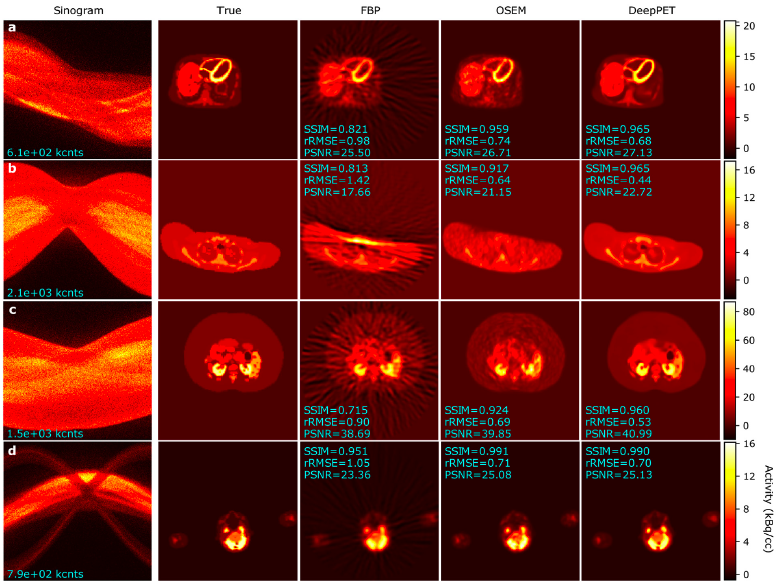 Sinogram True FBP OSEM DeepPET
a
6.1e+02 kcnts
SSIM=0.821
rRMSE=0.98
PSNR=25.50
SSIM=0.959
rRMSE=0.74
PSNR=26.71
SSIM=0.965
rRMSE=0.68
PSNR=27.13
20
15
10
5
0
b
2.1e+03 kcnts
SSIM=0.813
rRMSE=1.42
PSNR=17.66
SSIM=0.917
rRMSE=0.64
PSNR=21.15
SSIM=0.965
rRMSE=0.44
PSNR=22.72
16
12
8
4
0
c
1.5e+03 kcnts
SSIM=0.715
rRMSE=0.90
PSNR=38.69
SSIM=0.924
rRMSE=0.69
PSNR=39.85
SSIM=0.960
rRMSE=0.53
PSNR=40.99
80
60
40
20
0
d
7.9e+02 kcnts
SSIM=0.951
rRMSE=1.05
PSNR=23.36
SSIM=0.991
rRMSE=0.71
PSNR=25.08
SSIM=0.990
rRMSE=0.70
PSNR=25.13
16
12
8
4
0
Activity (kBq/cc)